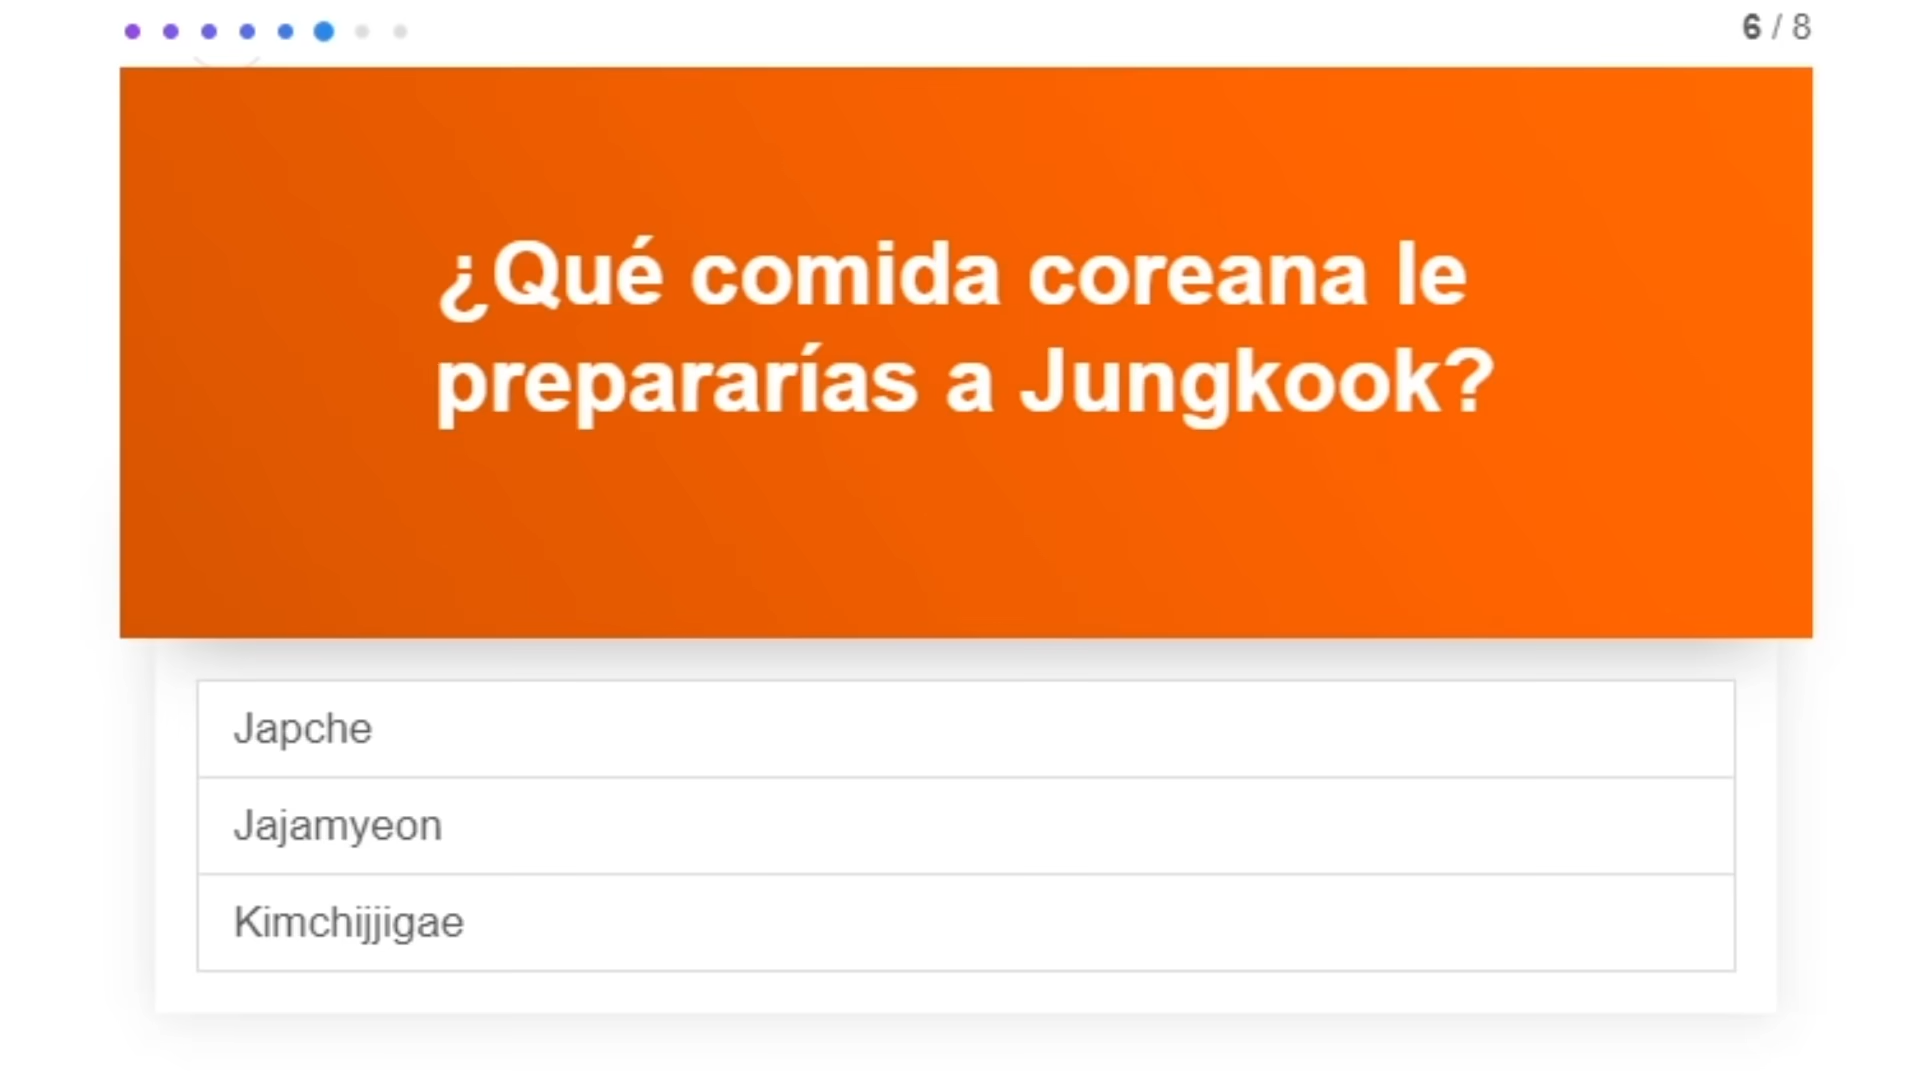 6 / 8
¿Qué comida coreana le
prepararías a Jungkook?
Japche
Jajamyeon
Kimchijjigae